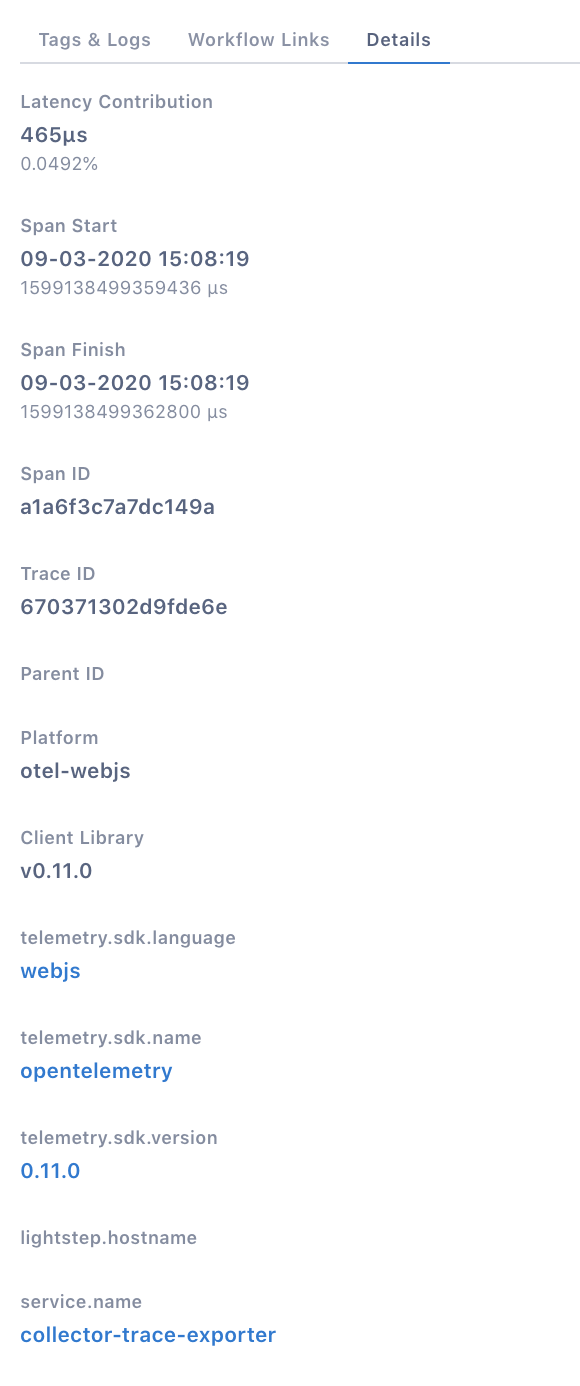 Tags & Logs Workflow Links Details
Latency Contribution
465µs
0.0492%
Span Start
09-03-2020 15:08:19
1599138499359436 µs
Span Finish
09-03-2020 15:08:19
1599138499362800 µs
Span ID
a1a6f3c7a7dc149a
Trace ID
670371302d9fde6e
Parent ID
Platform
otel-webjs
Client Library
v0.11.0
telemetry.sdk.language
webjs
telemetry.sdk.name
opentelemetry
telemetry.sdk.version
0.11.0
lightstep.hostname
service.name
collector-trace-exporter